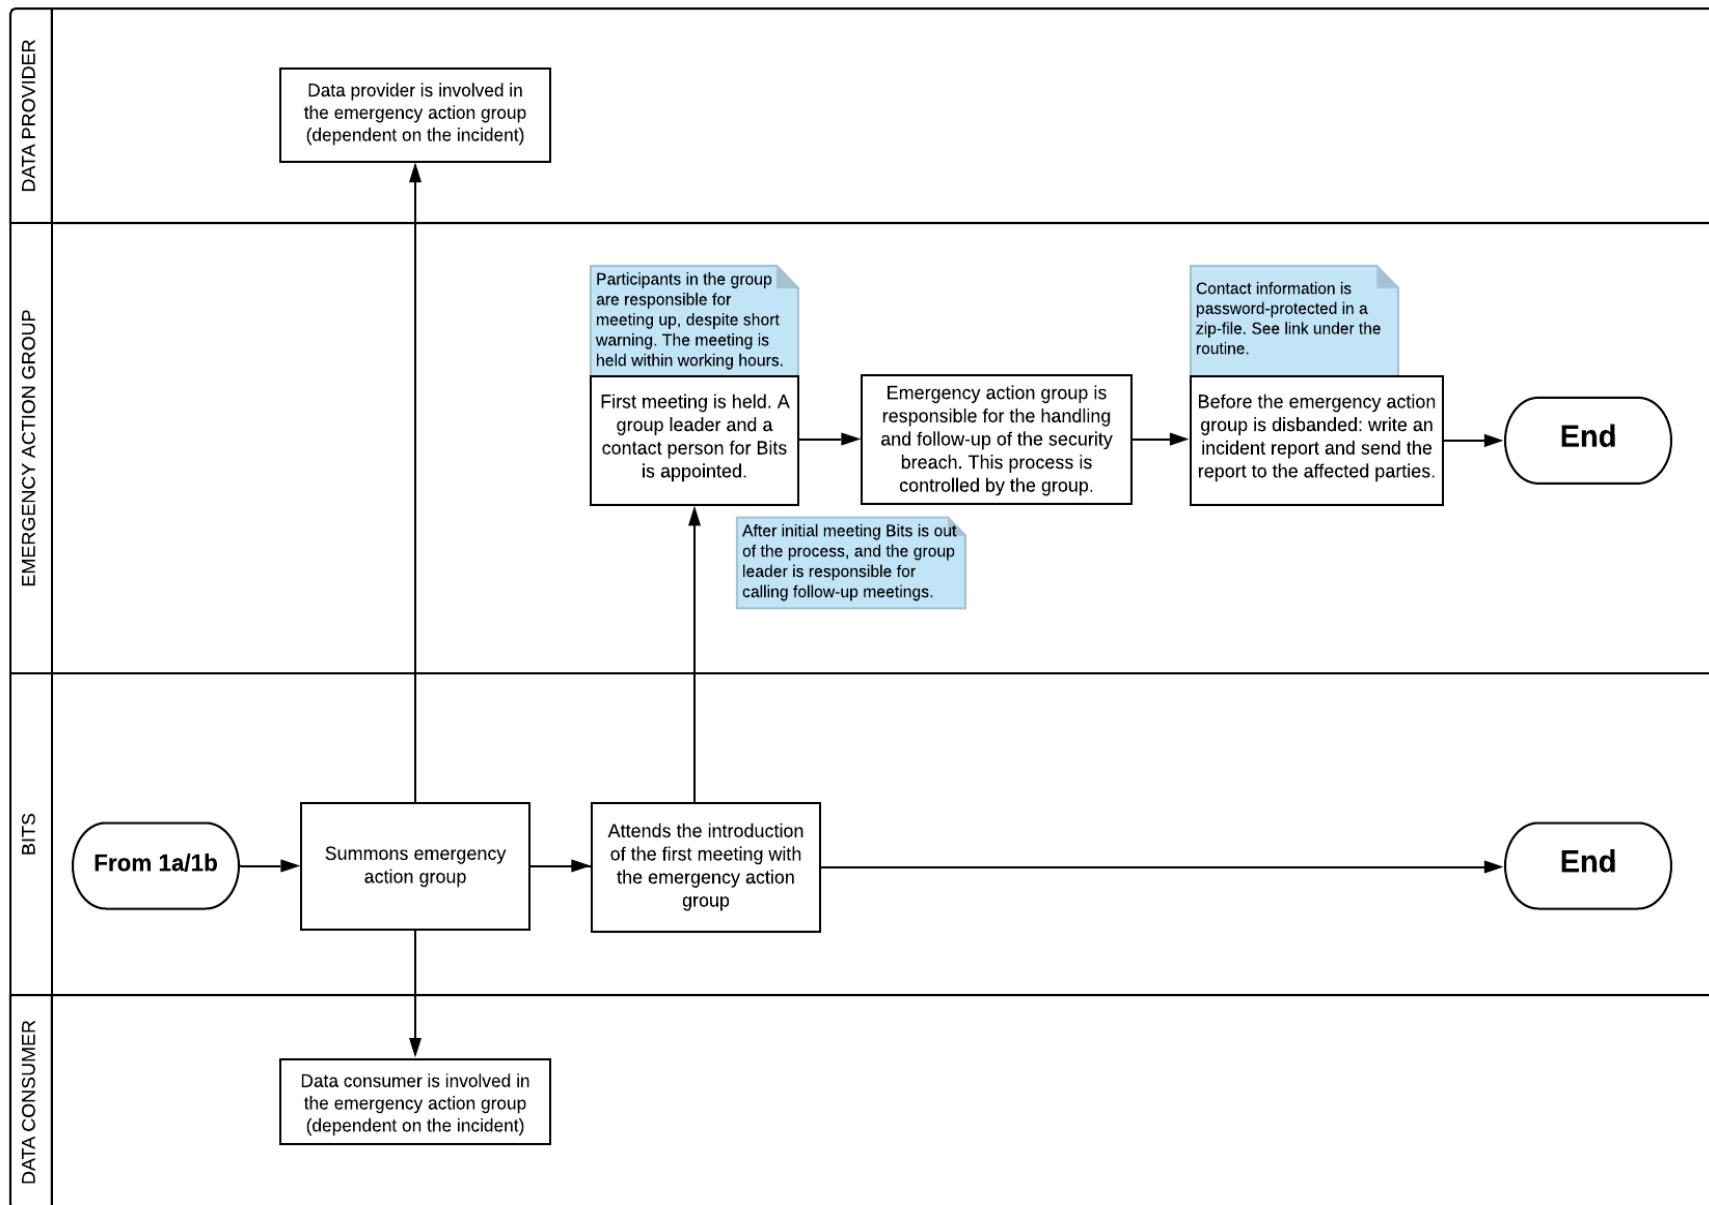 DATA PROVIDER
Data provider is involved in
the emergency action group
(dependent on the incident)
EMERGENCY ACTION GROUP
Participants in the group
are responsible for
meeting up, despite short
warning. The meeting is
held within working hours.
First meeting is held. A
group leader and a
contact person for Bits
is appointed.
After initial meeting Bits is out
of the process, and the group
leader is responsible for
calling follow-up meetings.
Emergency action group is
responsible for the handling
and follow-up of the security
breach. This process is
controlled by the group.
Contact information is
password-protected in a
zip-file. See link under the
routine.
Before the emergency action
group is disbanded: write an
incident report and send the
report to the affected parties.
End
BITS
From 1a/1b
Summons emergency
action group
Attends the introduction
of the first meeting with
the emergency action
group
End
DATA CONSUMER
Data consumer is involved in
the emergency action group
(dependent on the incident)